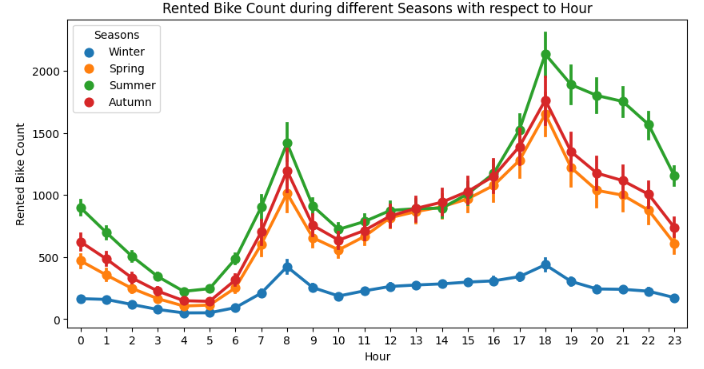 Rented Bike Count during different Seasons with respect to Hour
Seasons
Winter
Spring
Summer
Autumn
Rented Bike Count
2000
1500
1000
500
0
0 1 2 3 4 5 6 7 8 9 10 11 12 13 14 15 16 17 18 19 20 21 22 23
Hour